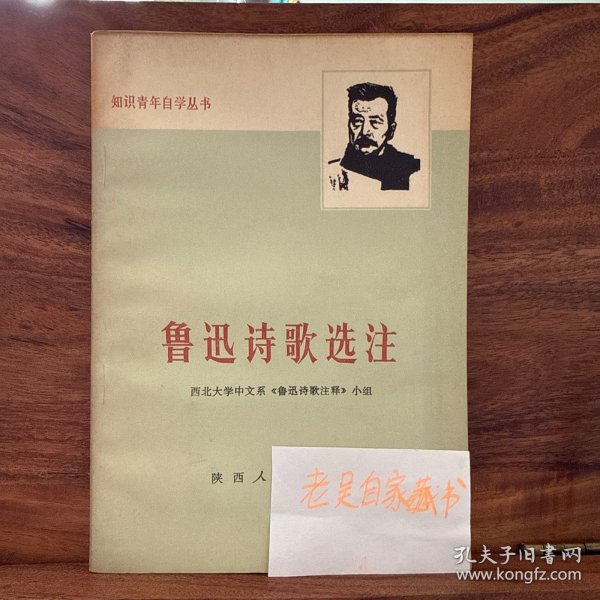 知识青年自学丛书
鲁迅诗歌选注
西北大学中文系《鲁迅诗歌注释》小组
陕西人
老吴自家藏书
孔夫子旧书网
www.kongfz.com